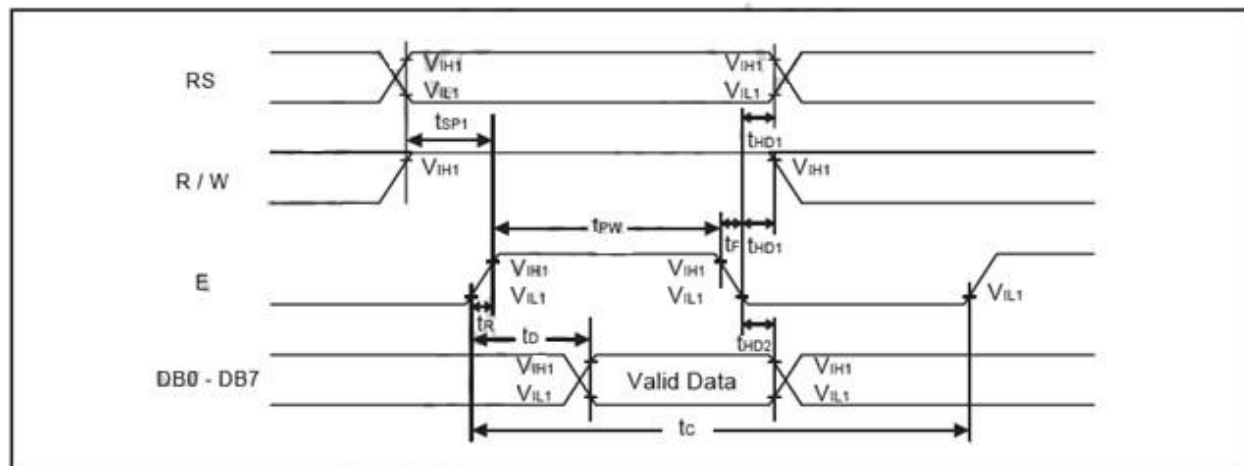 RS
VIH1
VIL1
VIH1
VIL1
tSP1
tHD1
R / W
VIH1
VIH1
tPW
tF
tHD1
E
VIH1
VIL1
VIH1
VIL1
VIL1
tR
tD
tHD2
DB0 - DB7
VIH1
VIL1
Valid Data
VIH1
VIL1
tC